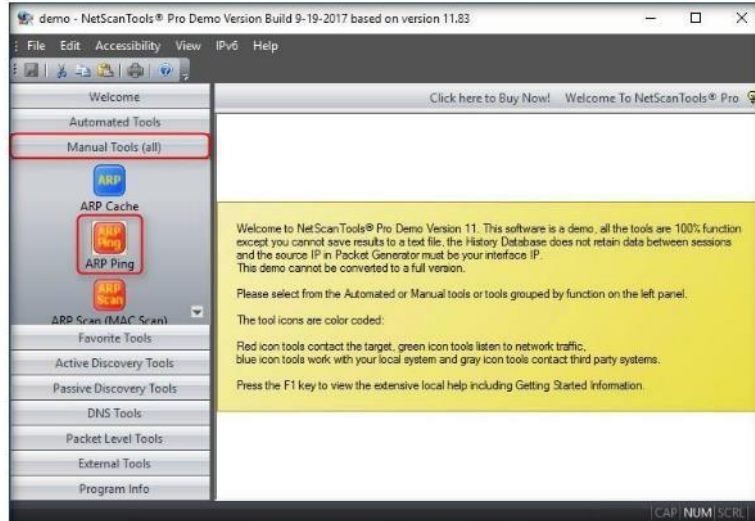 demo - NetScanTools® Pro Demo Version Build 9-19-2017 based on version 11.83
File Edit Accessibility View IPv6 Help
Welcome
Automated Tools
Manual Tools (all)
ARP
ARP Cache
ARP Ping
ARP Ping
ARP Scan
ARP Scan (MAC Scan)
Favorite Tools
Active Discovery Tools
Passive Discovery Tools
DNS Tools
Packet Level Tools
External Tools
Program Info
Click here to Buy Now! Welcome To NetScanTools® Pro
Welcome to NetScanTools® Pro Demo Version 11. This software is a demo, all the tools are 100% function
except you cannot save results to a text file, the History Database does not retain data between sessions
and the source IP in Packet Generator must be your interface IP.
This demo cannot be converted to a full version.
Please select from the Automated or Manual tools or tools grouped by function on the left panel.
The tool icons are color coded:
Red icon tools contact the target, green icon tools listen to network traffic,
blue icon tools work with your local system and gray icon tools contact third party systems.
Press the F1 key to view the extensive local help including Getting Started Information.
CAP NUM SCRL